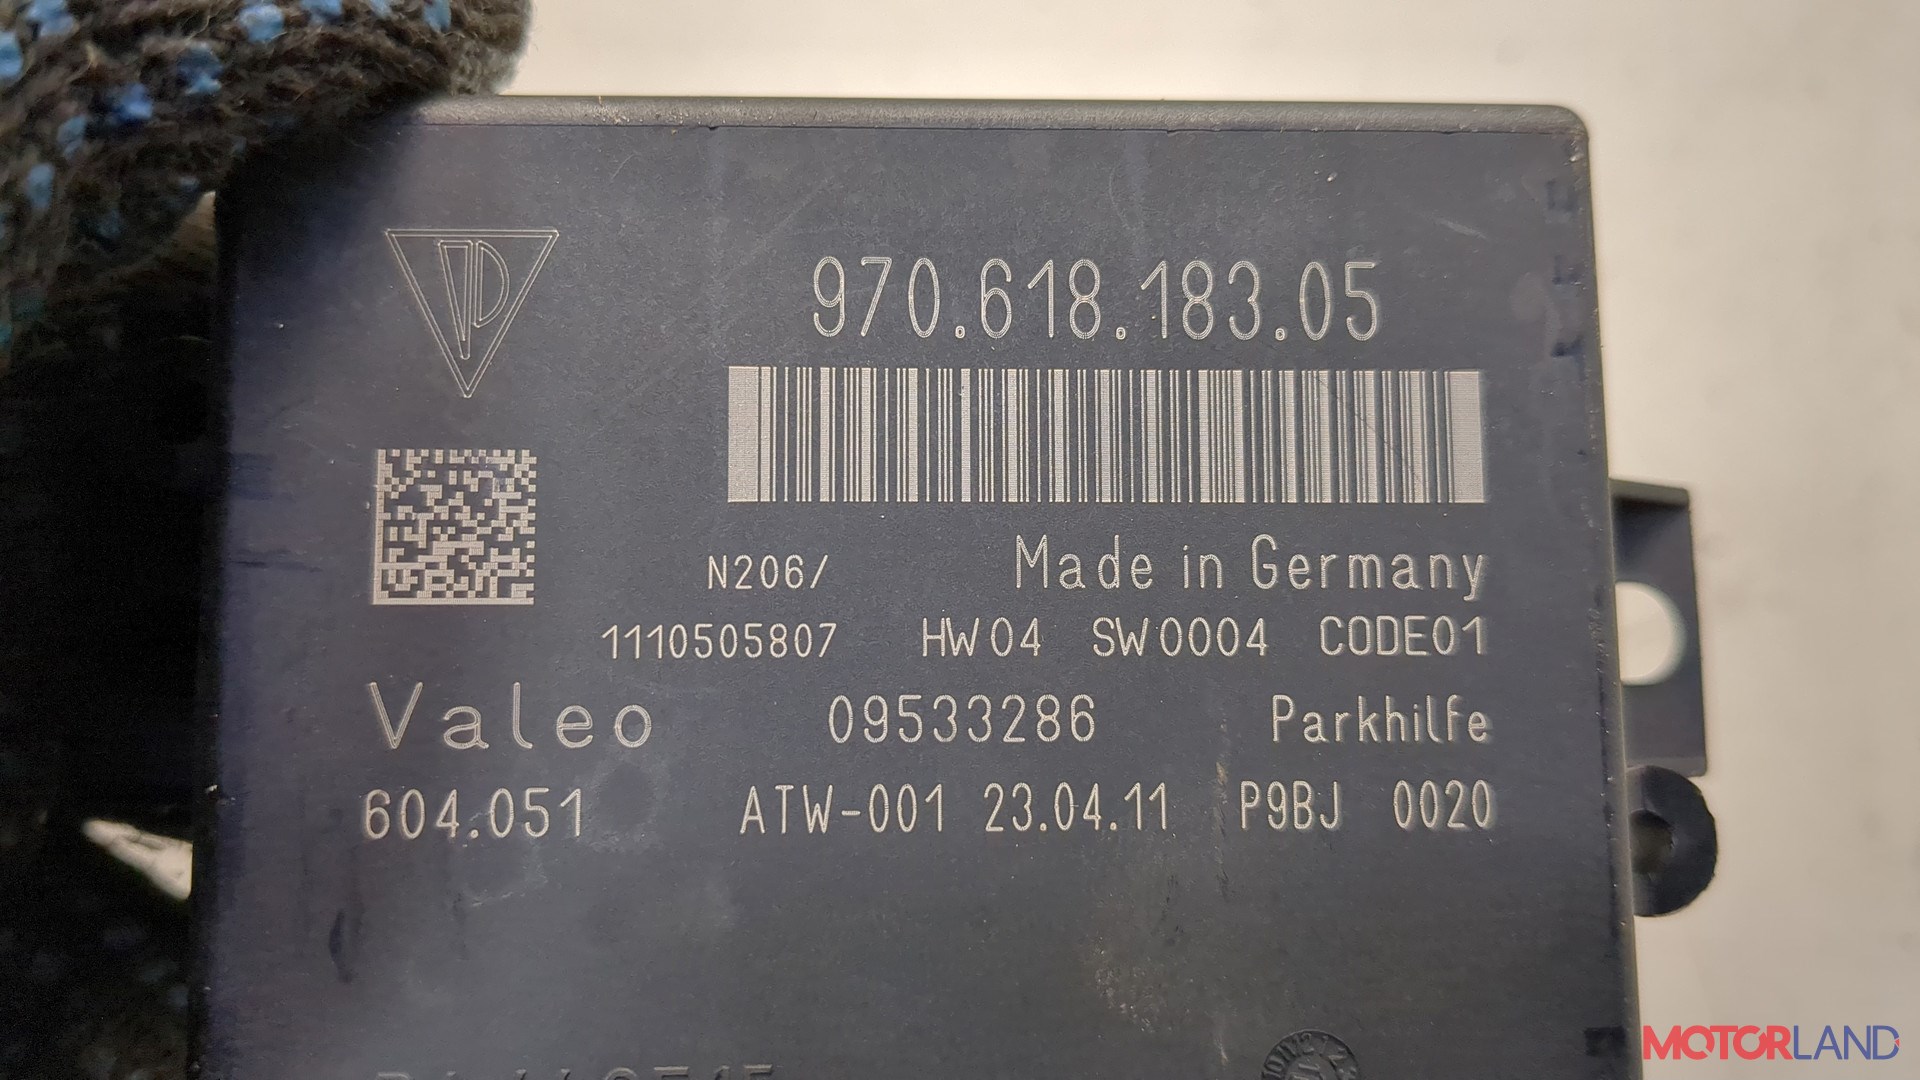 970.618.183.05
N206/ Made in Germany
1110505807 HW04 SW0004 CODE01
Valeo 09533286 Parkhilfe
604.051 ATW-001 23.04.11 P9BJ 0020
MOTORLAND